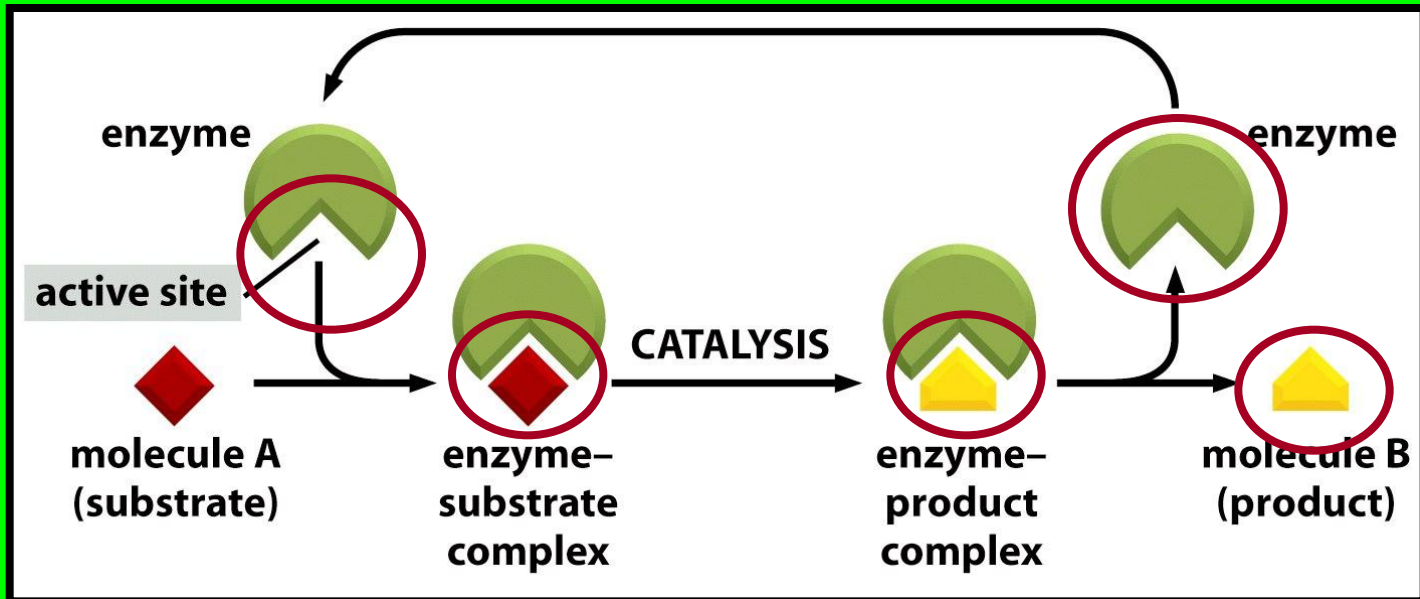 enzyme
enzyme
active site
CATALYSIS
molecule A
(substrate)
enzyme–
substrate
complex
enzyme–
product
complex
molecule B
(product)